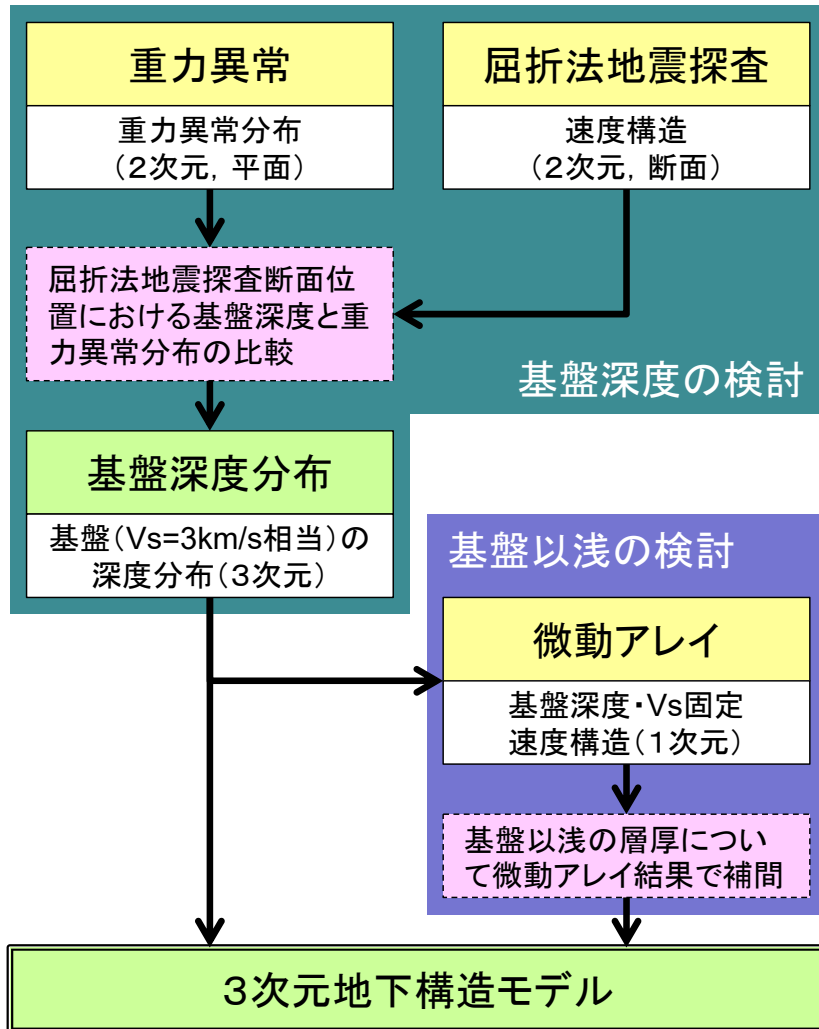 重力異常
重力異常分布
(２次元, 平面)
屈折法地震探査
速度構造
(２次元, 断面)
屈折法地震探査断面位
置における基盤深度と重
力異常分布の比較
基盤深度の検討
基盤深度分布
基盤(Vs=3km/s相当)の
深度分布(３次元)
基盤以浅の検討
微動アレイ
基盤深度・Vs固定
速度構造(１次元)
基盤以浅の層厚につい
て微動アレイ結果で補間
３次元地下構造モデル